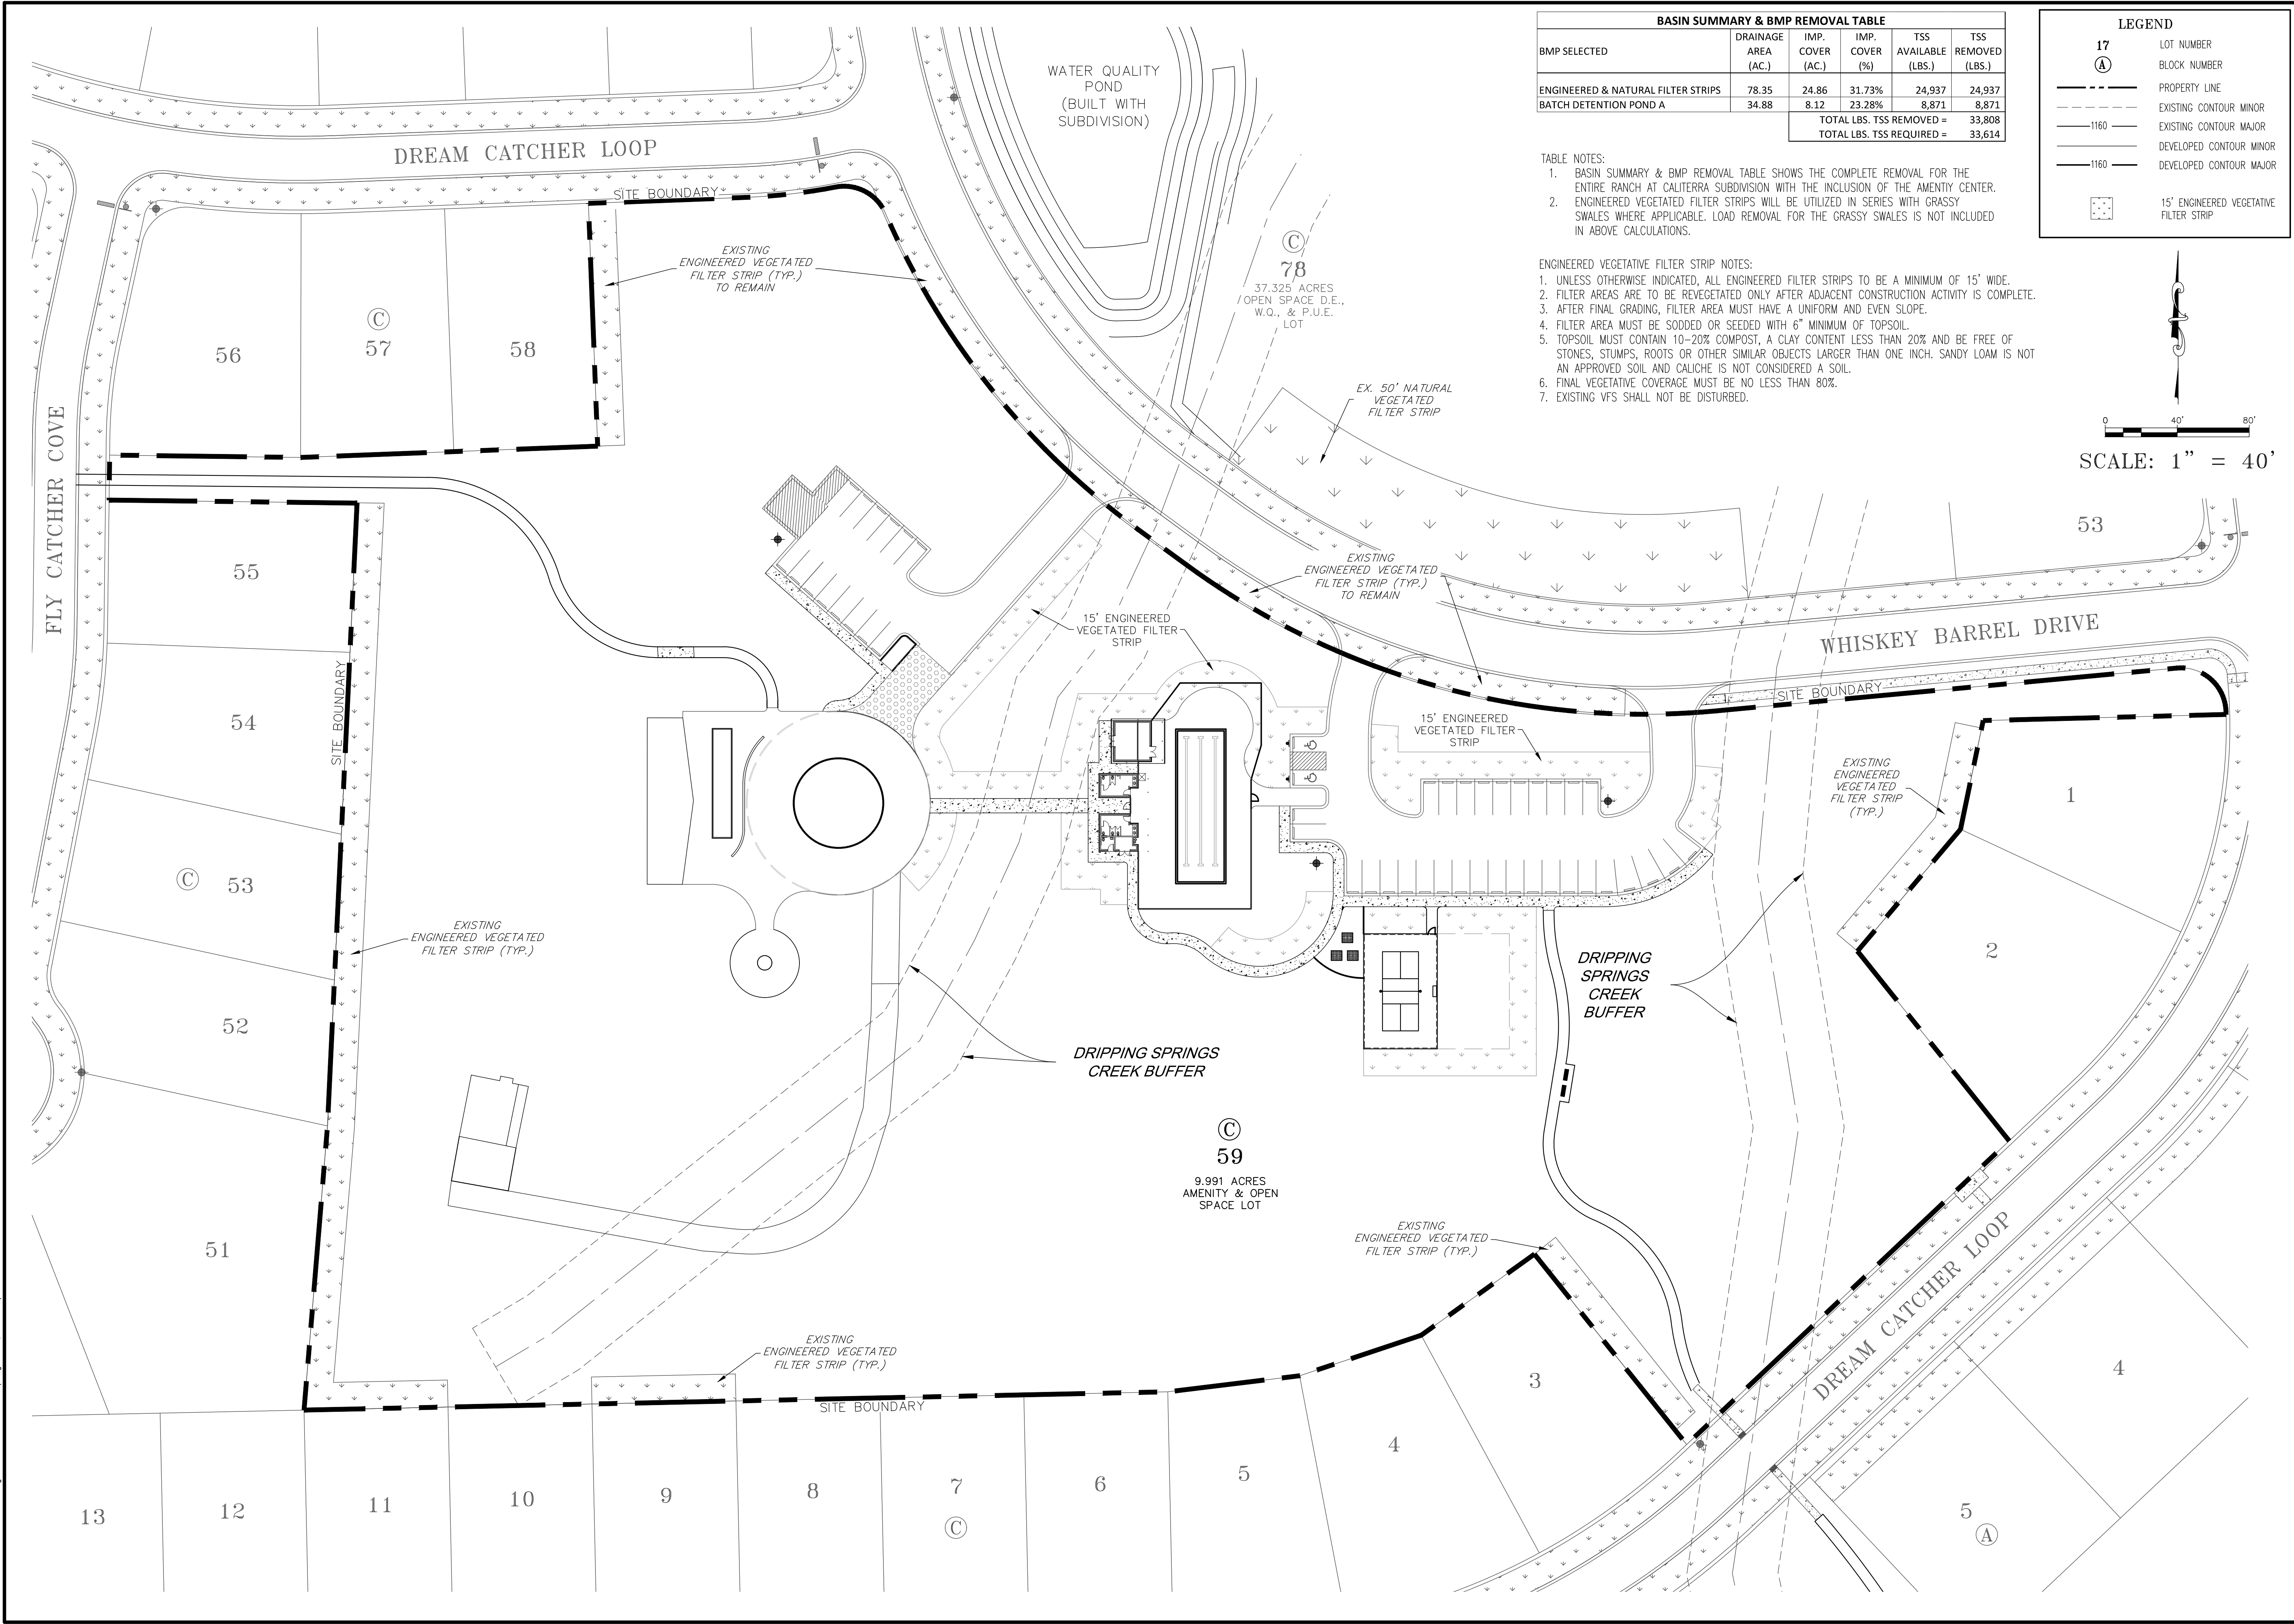 BASIN SUMMARY & BMP REMOVAL TABLE
BMP SELECTED DRAINAGE AREA (AC.) IMP. COVER (AC.) IMP. COVER (%) TSS AVAILABLE (LBS.) TSS REMOVED (LBS.)
ENGINEERED & NATURAL FILTER STRIPS 78.35 24.86 31.73% 24,937 24,937
BATCH DETENTION POND A 34.88 8.12 23.28% 8,871 8,871
TOTAL LBS. TSS REMOVED = 33,808
TOTAL LBS. TSS REQUIRED = 33,614
TABLE NOTES:
1. BASIN SUMMARY & BMP REMOVAL TABLE SHOWS THE COMPLETE REMOVAL FOR THE
ENTIRE RANCH AT CALITERRA SUBDIVISION WITH THE INCLUSION OF THE AMENTIY CENTER.
2. ENGINEERED VEGETATED FILTER STRIPS WILL BE UTILIZED IN SERIES WITH GRASSY
SWALES WHERE APPLICABLE. LOAD REMOVAL FOR THE GRASSY SWALES IS NOT INCLUDED
IN ABOVE CALCULATIONS.
ENGINEERED VEGETATIVE FILTER STRIP NOTES:
1. UNLESS OTHERWISE INDICATED, ALL ENGINEERED FILTER STRIPS TO BE A MINIMUM OF 15' WIDE.
2. FILTER AREAS ARE TO BE REVEGETATED ONLY AFTER ADJACENT CONSTRUCTION ACTIVITY IS COMPLETE.
3. AFTER FINAL GRADING, FILTER AREA MUST HAVE A UNIFORM AND EVEN SLOPE.
4. FILTER AREA MUST BE SODDED OR SEEDED WITH 6" MINIMUM OF TOPSOIL.
5. TOPSOIL MUST CONTAIN 10-20% COMPOST, A CLAY CONTENT LESS THAN 20% AND BE FREE OF
STONES, STUMPS, ROOTS OR OTHER SIMILAR OBJECTS LARGER THAN ONE INCH. SANDY LOAM IS NOT
AN APPROVED SOIL AND CALICHE IS NOT CONSIDERED A SOIL.
6. FINAL VEGETATIVE COVERAGE MUST BE NO LESS THAN 80%.
7. EXISTING VFS SHALL NOT BE DISTURBED.
LEGEND
17 LOT NUMBER
A BLOCK NUMBER
PROPERTY LINE
EXISTING CONTOUR MINOR
1160 EXISTING CONTOUR MAJOR
DEVELOPED CONTOUR MINOR
1160 DEVELOPED CONTOUR MAJOR
15' ENGINEERED VEGETATIVE
FILTER STRIP
0 40' 80'
SCALE: 1" = 40'
WATER QUALITY
POND
(BUILT WITH
SUBDIVISION)
DREAM CATCHER LOOP
SITE BOUNDARY
EXISTING
ENGINEERED VEGETATED
FILTER STRIP (TYP.)
TO REMAIN
C
78
37.325 ACRES
OPEN SPACE D.E.,
W.Q., & P.U.E.
LOT
C
56
57
58
EX. 50' NATURAL
VEGETATED
FILTER STRIP
FLY CATCHER COVE
53
55
EXISTING
ENGINEERED VEGETATED
FILTER STRIP (TYP.)
TO REMAIN
15' ENGINEERED
VEGETATED FILTER
STRIP
WHISKEY BARREL DRIVE
SITE BOUNDARY
SITE BOUNDARY
54
15' ENGINEERED
VEGETATED FILTER
STRIP
EXISTING
ENGINEERED
VEGETATED
FILTER STRIP
(TYP.)
1
C
53
EXISTING
ENGINEERED VEGETATED
FILTER STRIP (TYP.)
2
DRIPPING
SPRINGS
CREEK
BUFFER
52
DRIPPING SPRINGS
CREEK BUFFER
C
59
9.991 ACRES
AMENITY & OPEN
SPACE LOT
51
EXISTING
ENGINEERED VEGETATED
FILTER STRIP (TYP.)
DREAM CATCHER LOOP
EXISTING
ENGINEERED VEGETATED
FILTER STRIP (TYP.)
SITE BOUNDARY
3
4
4
13
12
11
10
9
8
7
C
6
5
5
A